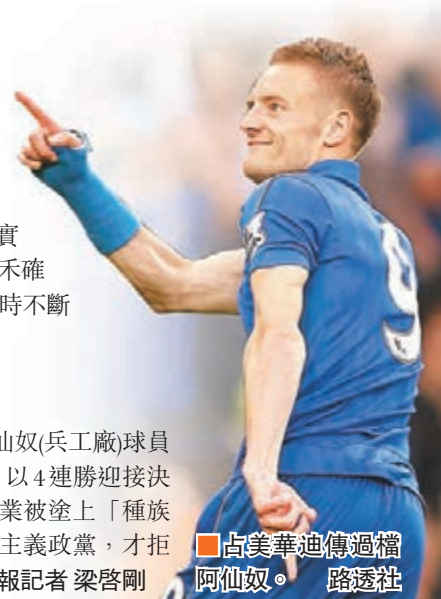 實
禾確
時不斷
仙奴(兵工廠)球員
以4連勝迎接決
業被塗上「種族
主義政黨，才拒
報記者 梁啓剛
■占美華迪傳過檔
阿仙奴。 路透社
9